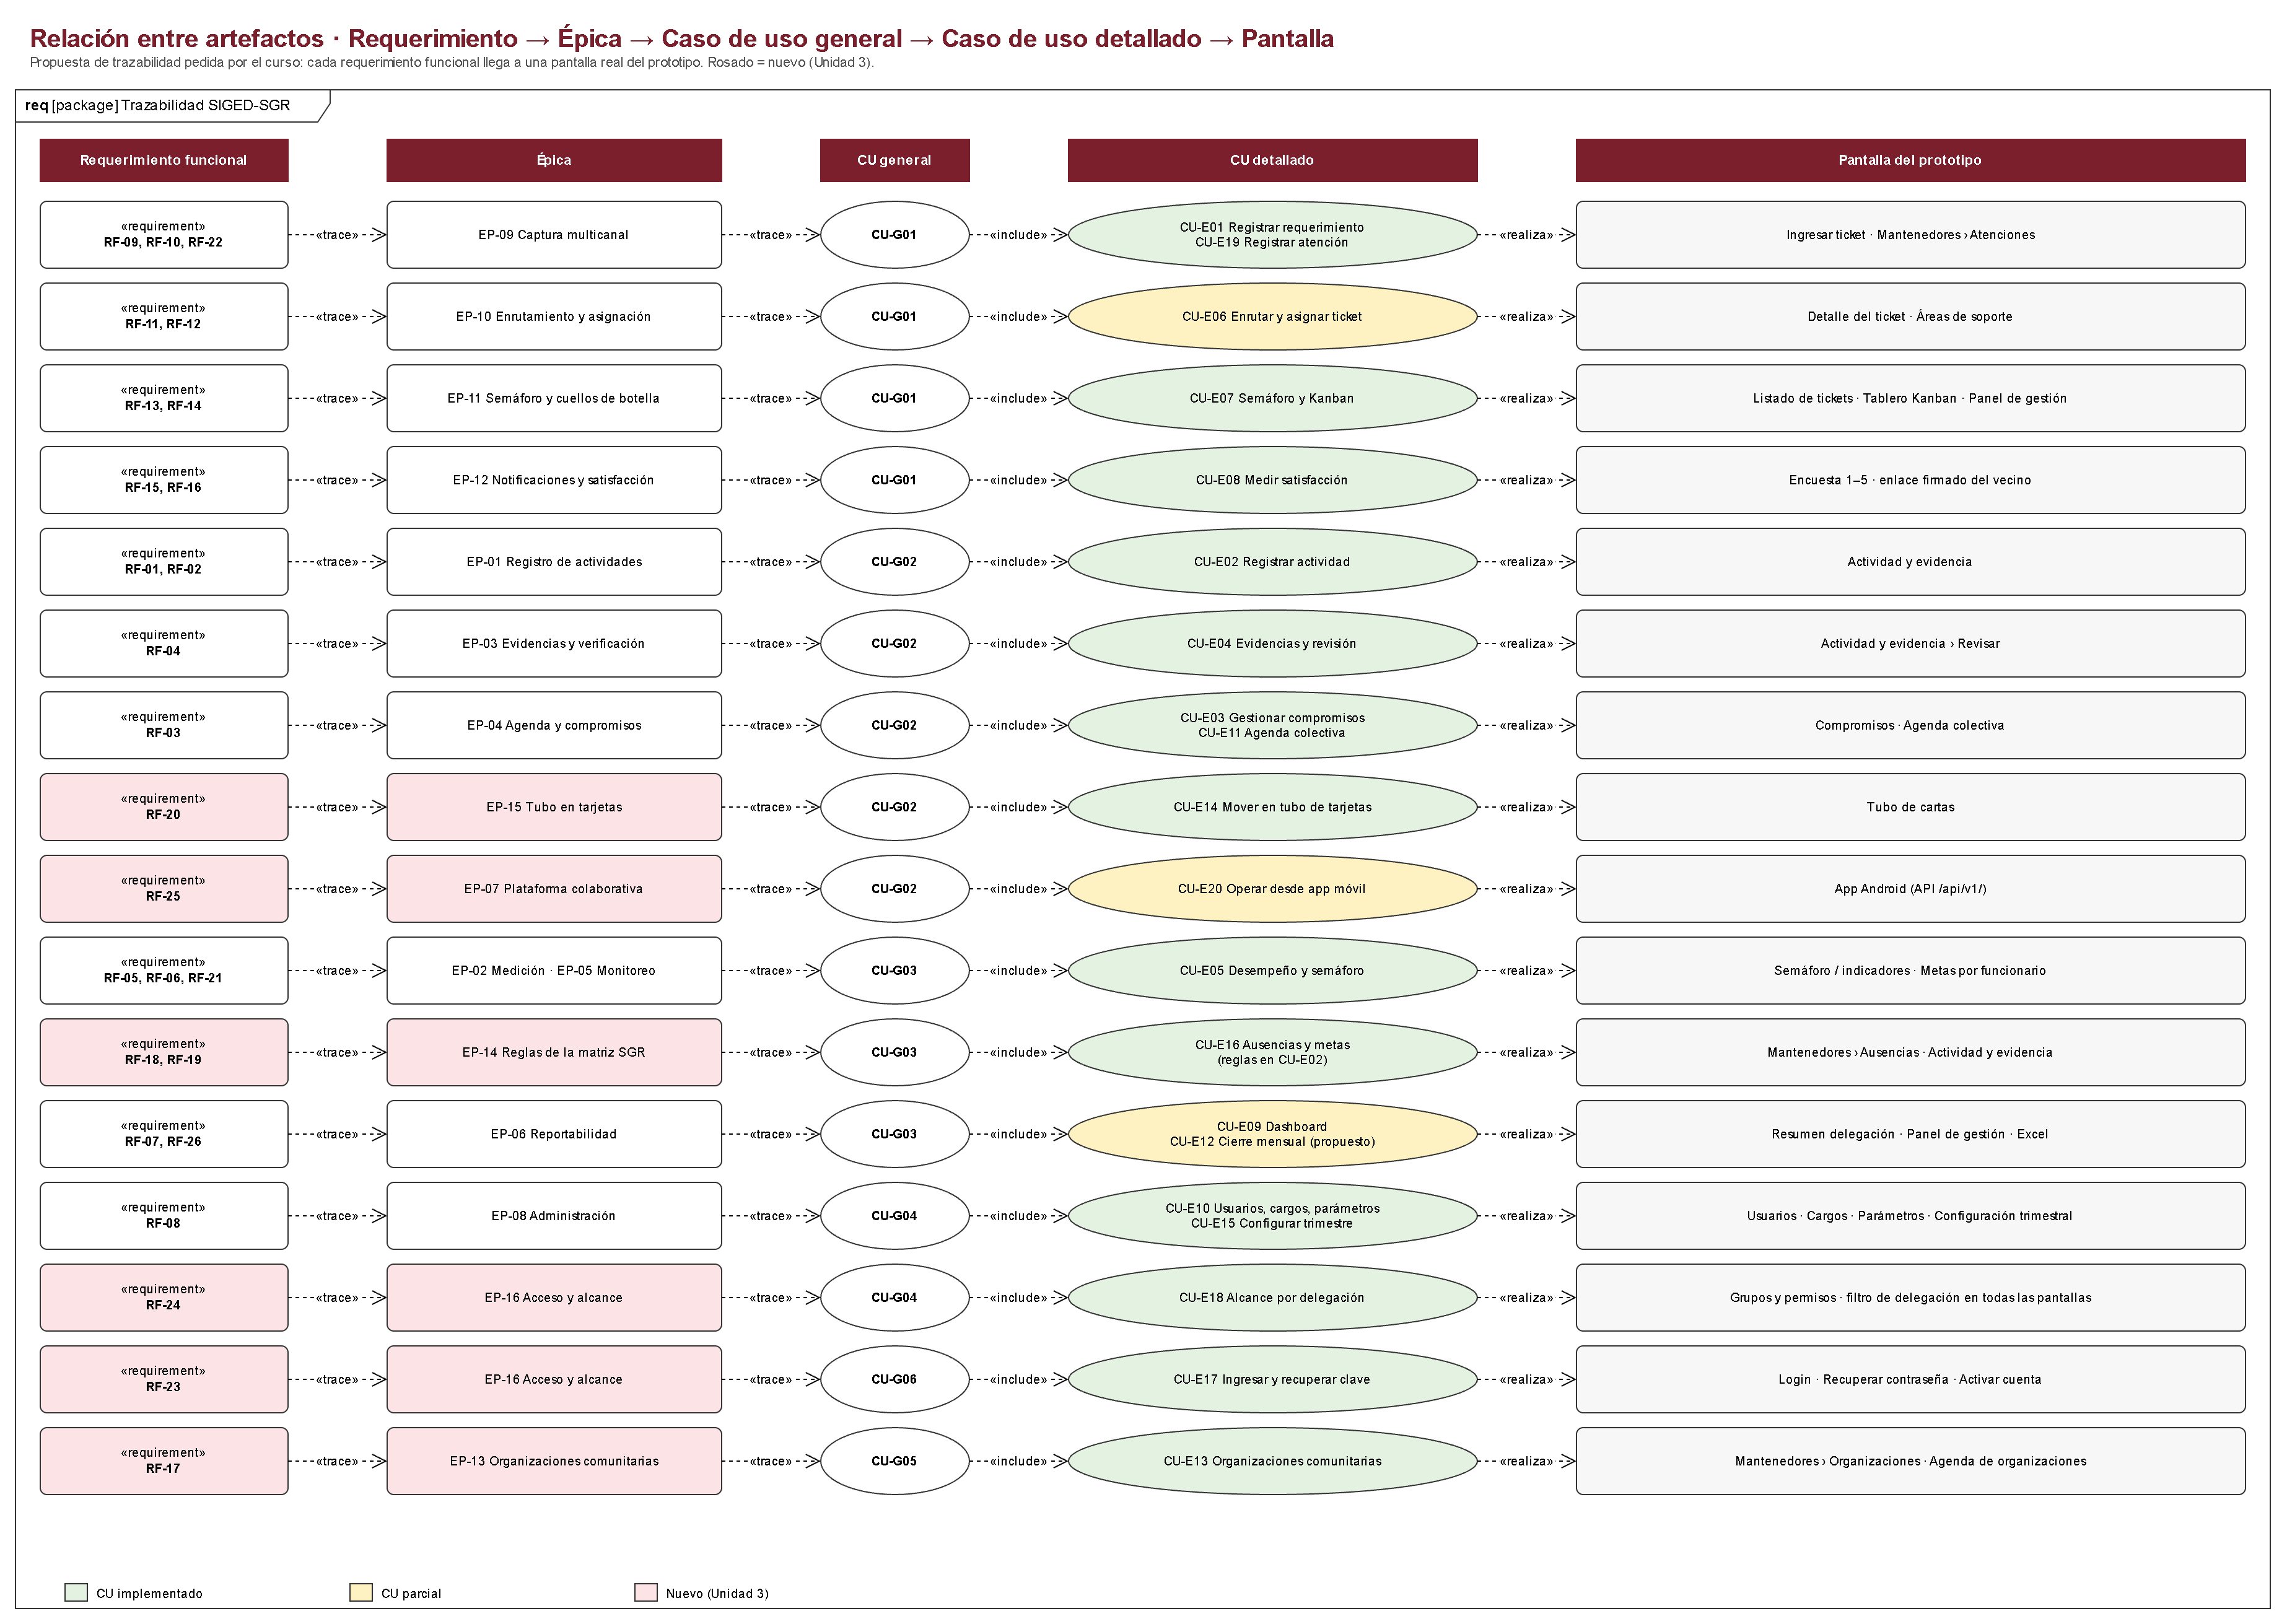 Relación entre artefactos · Requerimiento → Épica → Caso de uso general → Caso de uso detallado → Pantalla
Propuesta de trazabilidad pedida por el curso: cada requerimiento funcional llega a una pantalla real del prototipo. Rosado = nuevo (Unidad 3).
req [package] Trazabilidad SIGED-SGR
Requerimiento funcional
Épica
CU general
CU detallado
Pantalla del prototipo
«requirement»
RF-09, RF-10, RF-22
«trace»
EP-09 Captura multicanal
«trace»
CU-G01
«include»
CU-E01 Registrar requerimiento
CU-E19 Registrar atención
«realiza»
Ingresar ticket · Mantenedores › Atenciones
«requirement»
RF-11, RF-12
«trace»
EP-10 Enrutamiento y asignación
«trace»
CU-G01
«include»
CU-E06 Enrutar y asignar ticket
«realiza»
Detalle del ticket · Áreas de soporte
«requirement»
RF-13, RF-14
«trace»
EP-11 Semáforo y cuellos de botella
«trace»
CU-G01
«include»
CU-E07 Semáforo y Kanban
«realiza»
Listado de tickets · Tablero Kanban · Panel de gestión
«requirement»
RF-15, RF-16
«trace»
EP-12 Notificaciones y satisfacción
«trace»
CU-G01
«include»
CU-E08 Medir satisfacción
«realiza»
Encuesta 1–5 · enlace firmado del vecino
«requirement»
RF-01, RF-02
«trace»
EP-01 Registro de actividades
«trace»
CU-G02
«include»
CU-E02 Registrar actividad
«realiza»
Actividad y evidencia
«requirement»
RF-04
«trace»
EP-03 Evidencias y verificación
«trace»
CU-G02
«include»
CU-E04 Evidencias y revisión
«realiza»
Actividad y evidencia › Revisar
«requirement»
RF-03
«trace»
EP-04 Agenda y compromisos
«trace»
CU-G02
«include»
CU-E03 Gestionar compromisos
CU-E11 Agenda colectiva
«realiza»
Compromisos · Agenda colectiva
«requirement»
RF-20
«trace»
EP-15 Tubo en tarjetas
«trace»
CU-G02
«include»
CU-E14 Mover en tubo de tarjetas
«realiza»
Tubo de cartas
«requirement»
RF-25
«trace»
EP-07 Plataforma colaborativa
«trace»
CU-G02
«include»
CU-E20 Operar desde app móvil
«realiza»
App Android (API /api/v1/)
«requirement»
RF-05, RF-06, RF-21
«trace»
EP-02 Medición · EP-05 Monitoreo
«trace»
CU-G03
«include»
CU-E05 Desempeño y semáforo
«realiza»
Semáforo / indicadores · Metas por funcionario
«requirement»
RF-18, RF-19
«trace»
EP-14 Reglas de la matriz SGR
«trace»
CU-G03
«include»
CU-E16 Ausencias y metas
(reglas en CU-E02)
«realiza»
Mantenedores › Ausencias · Actividad y evidencia
«requirement»
RF-07, RF-26
«trace»
EP-06 Reportabilidad
«trace»
CU-G03
«include»
CU-E09 Dashboard
CU-E12 Cierre mensual (propuesto)
«realiza»
Resumen delegación · Panel de gestión · Excel
«requirement»
RF-08
«trace»
EP-08 Administración
«trace»
CU-G04
«include»
CU-E10 Usuarios, cargos, parámetros
CU-E15 Configurar trimestre
«realiza»
Usuarios · Cargos · Parámetros · Configuración trimestral
«requirement»
RF-24
«trace»
EP-16 Acceso y alcance
«trace»
CU-G04
«include»
CU-E18 Alcance por delegación
«realiza»
Grupos y permisos · filtro de delegación en todas las pantallas
«requirement»
RF-23
«trace»
EP-16 Acceso y alcance
«trace»
CU-G06
«include»
CU-E17 Ingresar y recuperar clave
«realiza»
Login · Recuperar contraseña · Activar cuenta
«requirement»
RF-17
«trace»
EP-13 Organizaciones comunitarias
«trace»
CU-G05
«include»
CU-E13 Organizaciones comunitarias
«realiza»
Mantenedores › Organizaciones · Agenda de organizaciones
CU implementado
CU parcial
Nuevo (Unidad 3)